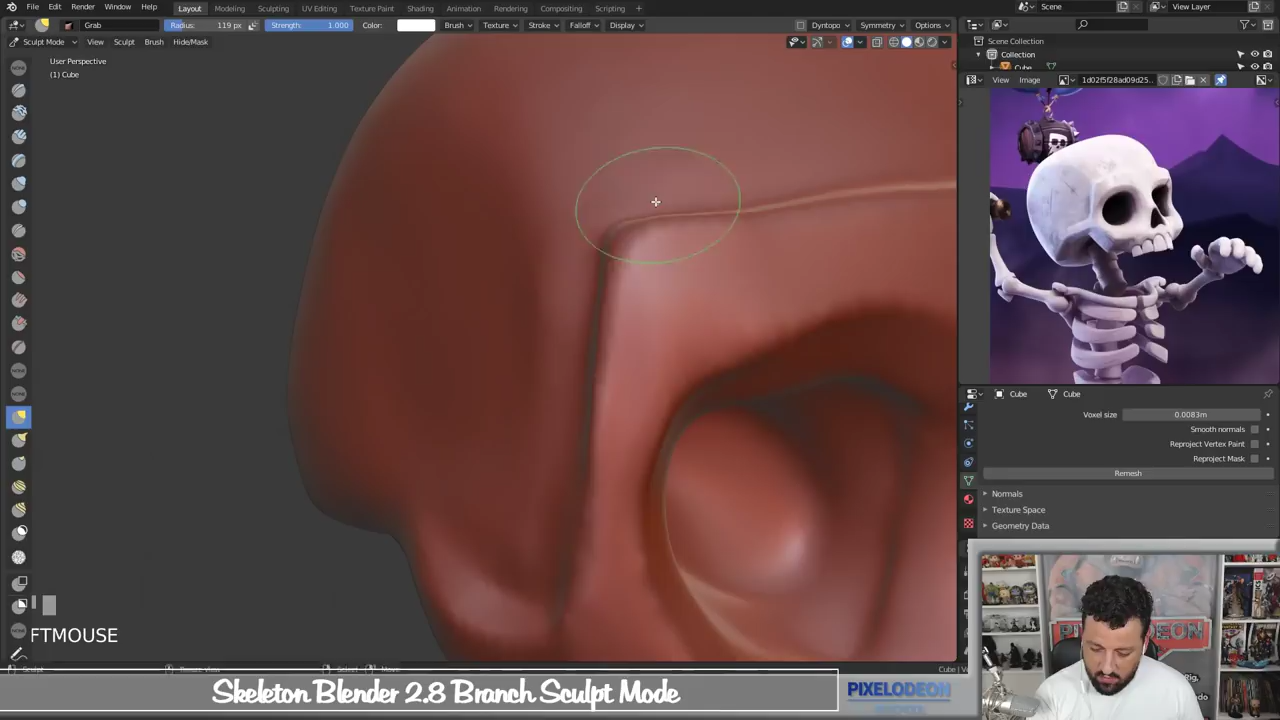 File Edit Render Window Help
Layout Modeling Sculpting UV Editing Texture Paint Shading Animation Rendering Compositing Scripting
Scene View Layer
Grab Radius: 119 px Strength: 1.000 Color: Brush Texture Stroke Falloff Display Dyntopo Symmetry Options
Sculpt Mode View Sculpt Brush Hide/Mask
Scene Collection
Collection
Cube
User Perspective
(1) Cube
View Image 1d02f5f28ad09d25..
Cube Cube
Voxel size 0.0083m
Smooth normals
Reproject Vertex Paint
Reproject Mask
Remesh
Normals
Texture Space
Geometry Data
FTMOUSE
Skeleton Blender 2.8 Branch Sculpt Mode
PIXELODEON